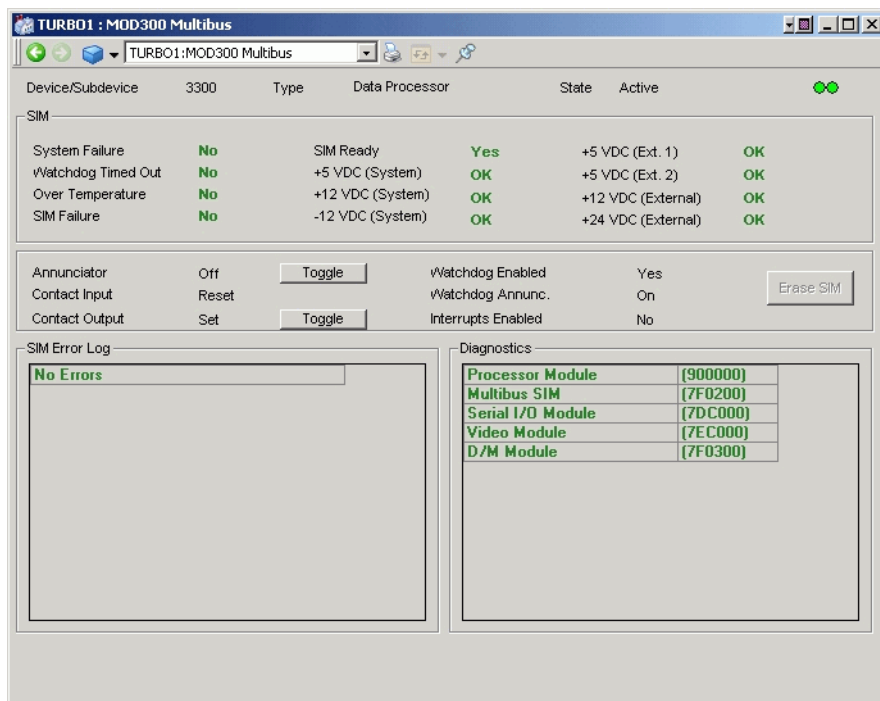 TURBO1 : MOD300 Multibus
TURBO1:MOD300 Multibus
Device/Subdevice 3300 Type Data Processor State Active
SIM
System Failure No SIM Ready Yes +5 VDC (Ext. 1) OK
Watchdog Timed Out No +5 VDC (System) OK +5 VDC (Ext. 2) OK
Over Temperature No +12 VDC (System) OK +12 VDC (External) OK
SIM Failure No -12 VDC (System) OK +24 VDC (External) OK
Annunciator Off Toggle Watchdog Enabled Yes
Contact Input Reset Watchdog Annunc. On Erase SIM
Contact Output Set Toggle Interrupts Enabled No
SIM Error Log
No Errors
Diagnostics
Processor Module (900000)
Multibus SIM (7F0200)
Serial I/O Module (7DC000)
Video Module (7EC000)
D/M Module (7F0300)